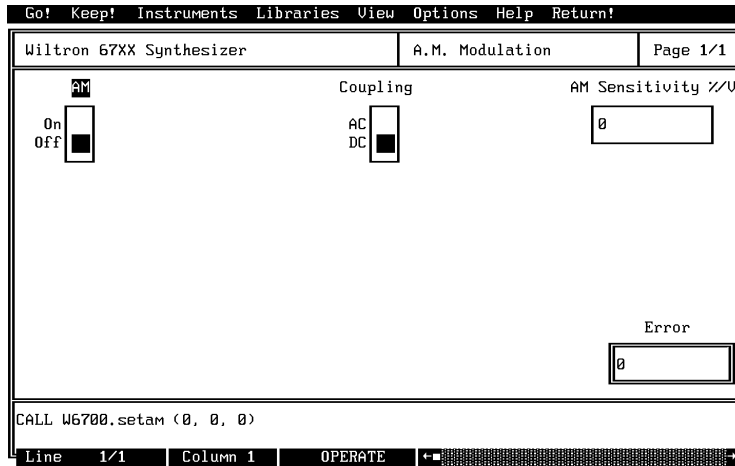 Go! Keep! Instruments Libraries View Options Help Return!
Wiltron 67XX Synthesizer A.M. Modulation Page 1/1
AM Coupling AM Sensitivity %/V
On AC 0
Off DC
Error
0
CALL W6700.setam (0, 0, 0)
Line 1/1 Column 1 OPERATE